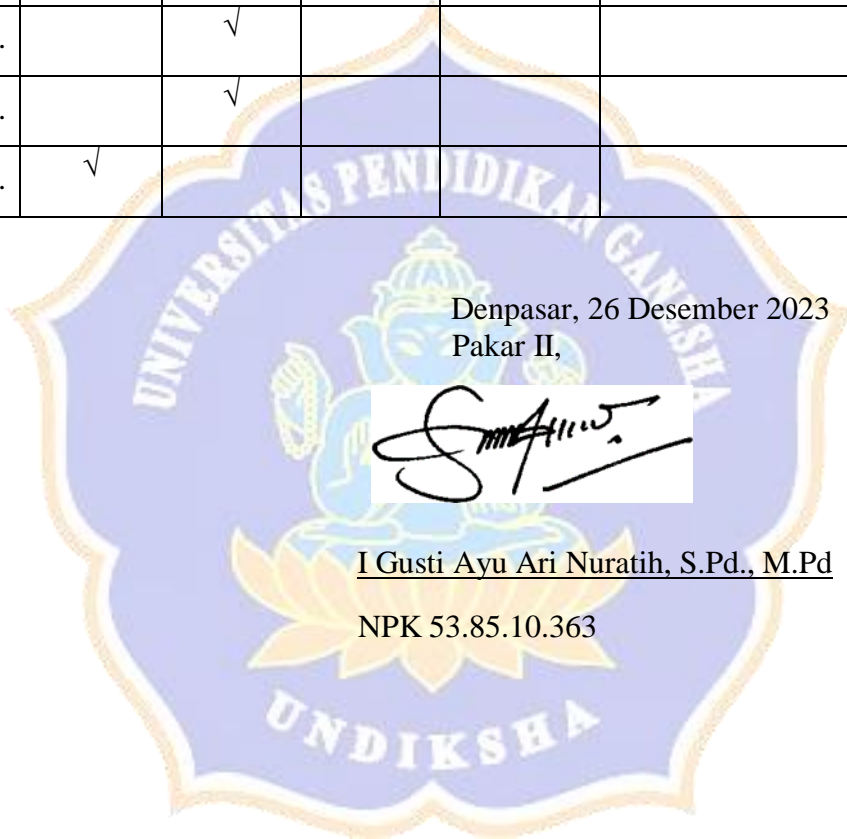 . √
. √
. √
UNIVERSITAS PENDIDIKAN GANESHA
Denpasar, 26 Desember 2023
Pakar II,
I Gusti Ayu Ari Nuratih, S.Pd., M.Pd
NPK 53.85.10.363
UNDIKSHA